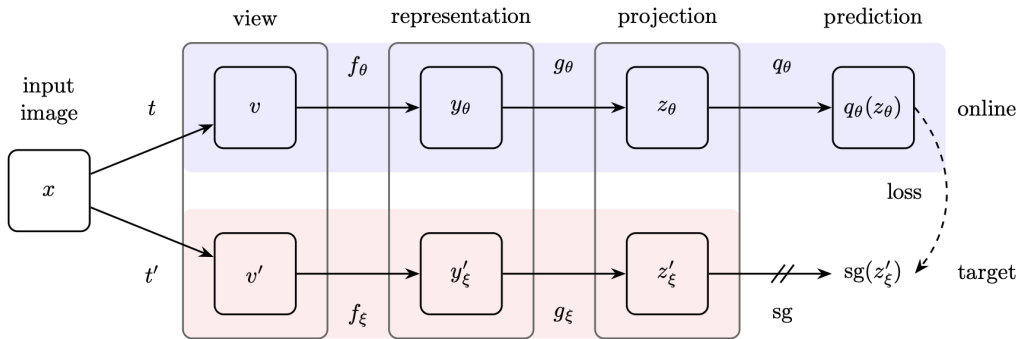 view
representation
projection
prediction
input
image
t
f_θ
g_θ
q_θ
v
y_θ
z_θ
q_θ(z_θ)
online
x
loss
t′
v′
y′_ξ
z′_ξ
sg(z′_ξ)
target
f_ξ
g_ξ
sg